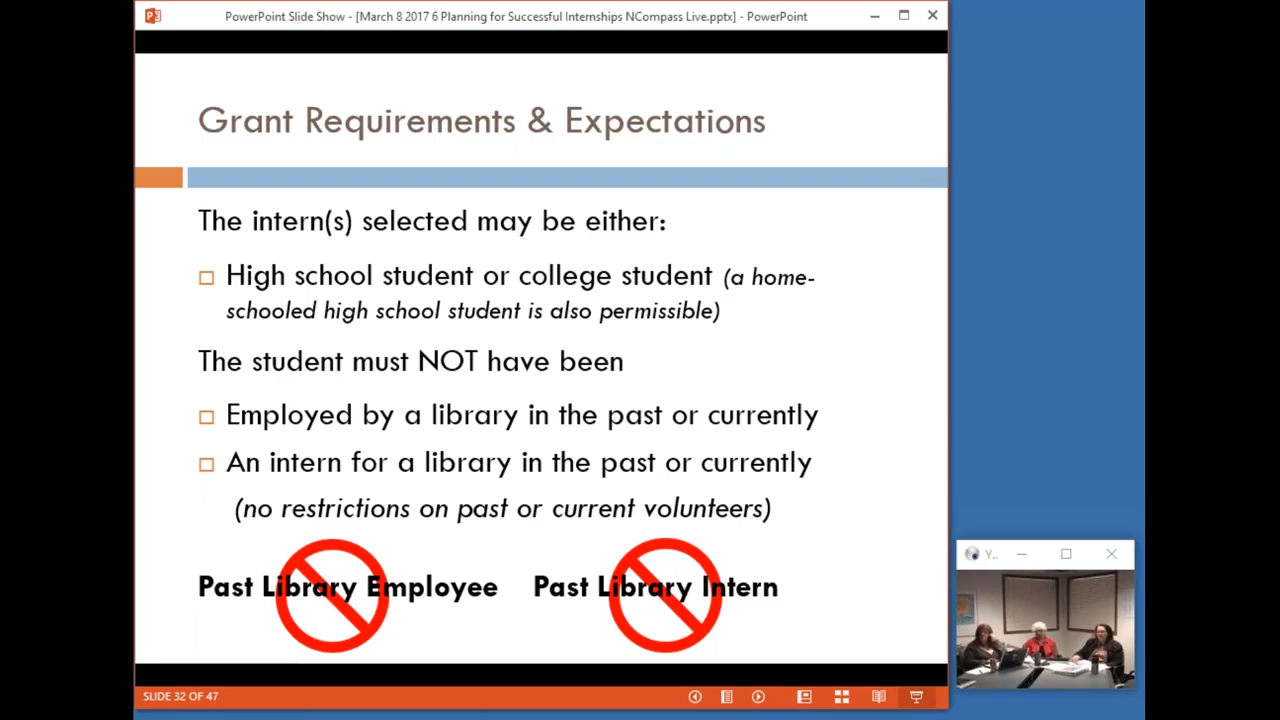 PowerPoint Slide Show - [March 8 2017 6 Planning for Successful Internships NCompass Live.pptx] - PowerPoint
Grant Requirements & Expectations
The intern(s) selected may be either:
High school student or college student (a home-
schooled high school student is also permissible)
The student must NOT have been
Employed by a library in the past or currently
An intern for a library in the past or currently
(no restrictions on past or current volunteers)
Past Library Employee Past Library Intern
Y..
SLIDE 32 OF 47